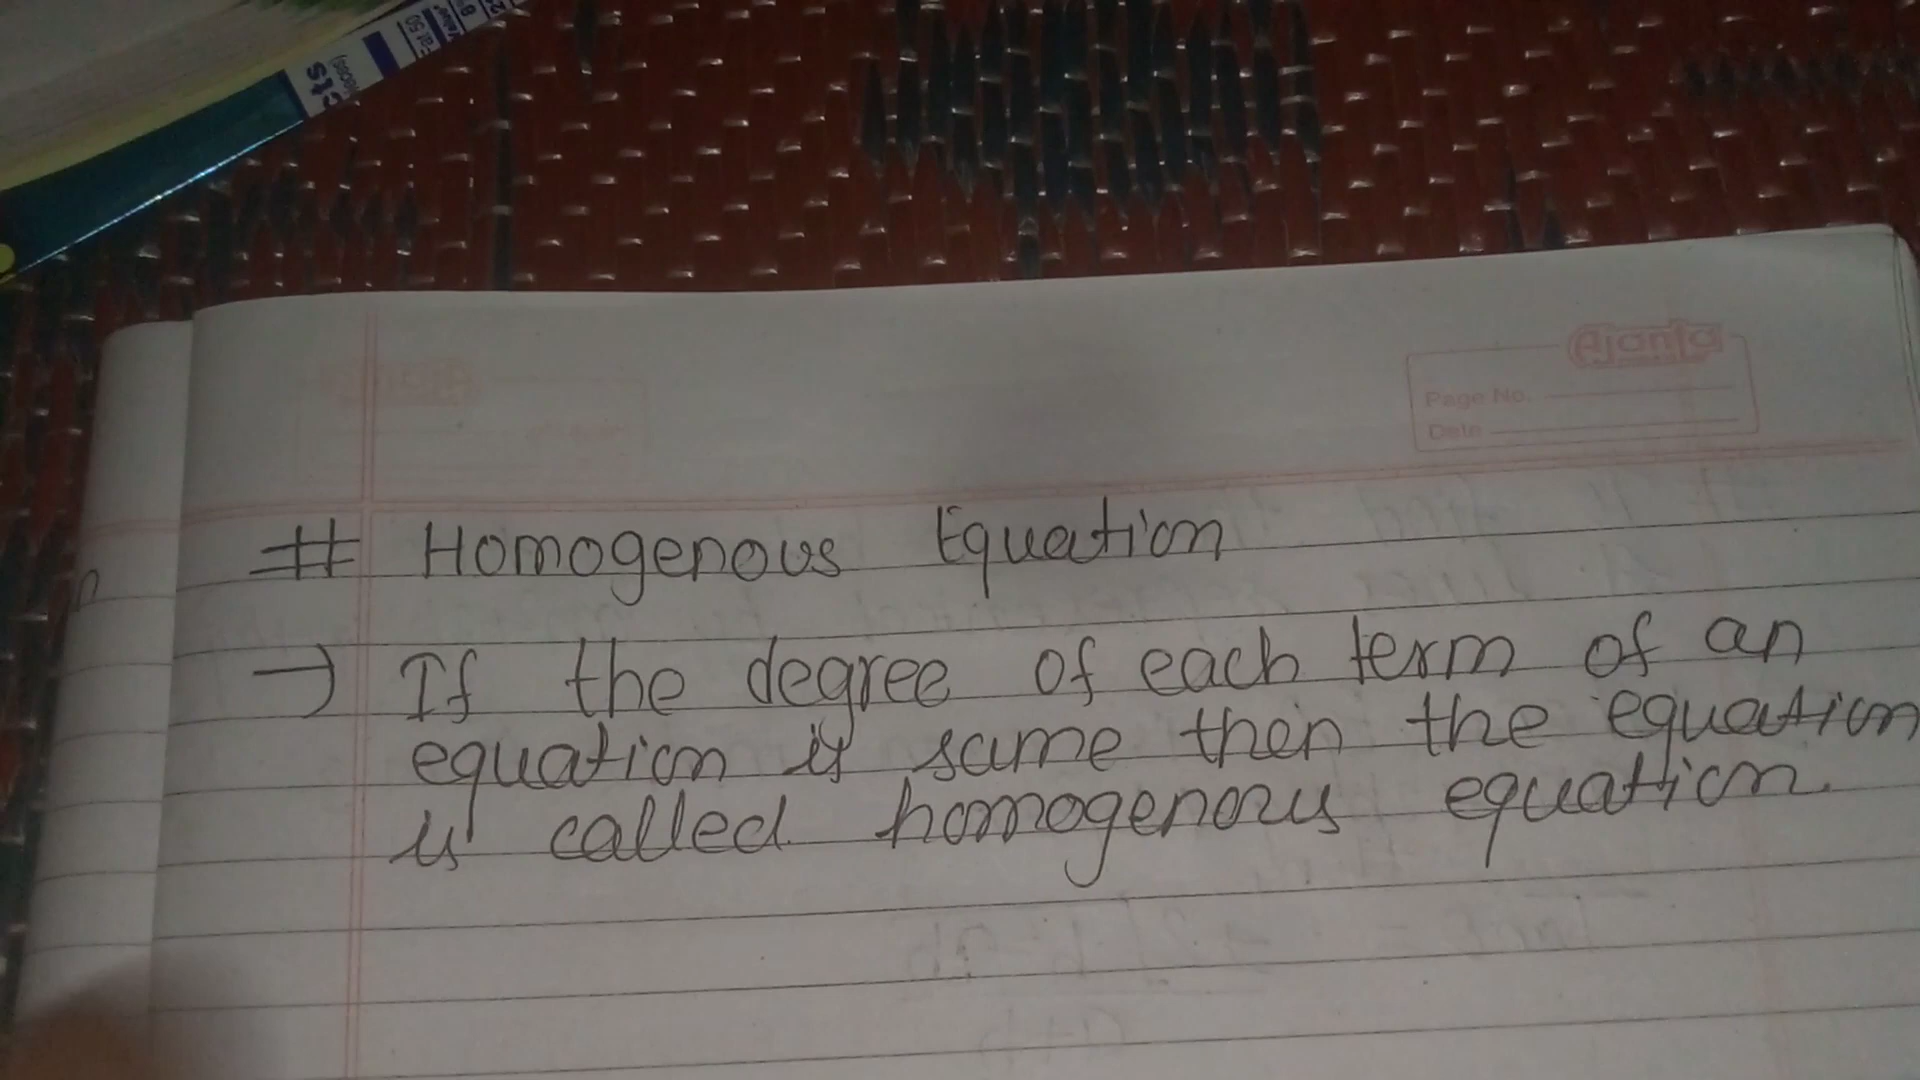 Ajanta
Page No.
Date
# Homogenous Equation
→ If the degree of each term of an
equation is same then the equation
is called homogenous equation.